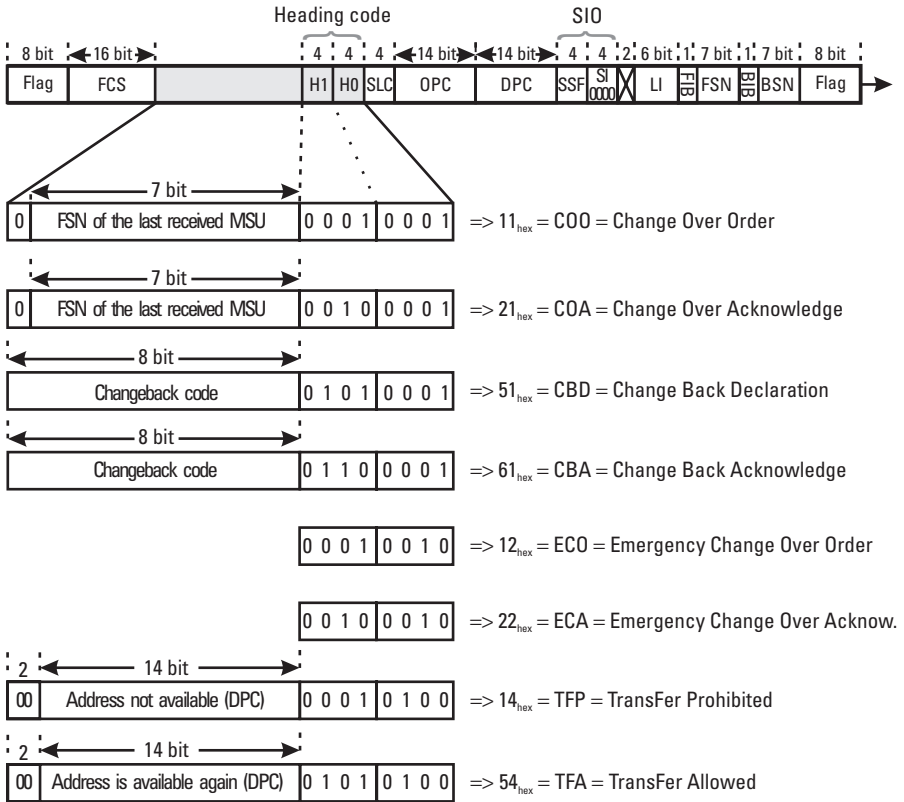 Heading code SIO
8 bit 16 bit 4 4 4 14 bit 14 bit 4 4 2 6 bit 1 7 bit 1 7 bit 8 bit
Flag FCS H1 H0 SLC OPC DPC SSF SI 0000 LI FIB FSN BIB BSN Flag
7 bit
0 FSN of the last received MSU 0 0 0 1 0 0 0 1 => 11hex = COO = Change Over Order
7 bit
0 FSN of the last received MSU 0 0 1 0 0 0 0 1 => 21hex = COA = Change Over Acknowledge
8 bit
Changeback code 0 1 0 1 0 0 0 1 => 51hex = CBD = Change Back Declaration
8 bit
Changeback code 0 1 1 0 0 0 0 1 => 61hex = CBA = Change Back Acknowledge
0 0 0 1 0 0 1 0 => 12hex = ECO = Emergency Change Over Order
0 0 1 0 0 0 1 0 => 22hex = ECA = Emergency Change Over Acknow.
2 14 bit
00 Address not available (DPC) 0 0 0 1 0 1 0 0 => 14hex = TFP = TransFer Prohibited
2 14 bit
00 Address is available again (DPC) 0 1 0 1 0 1 0 0 => 54hex = TFA = TransFer Allowed